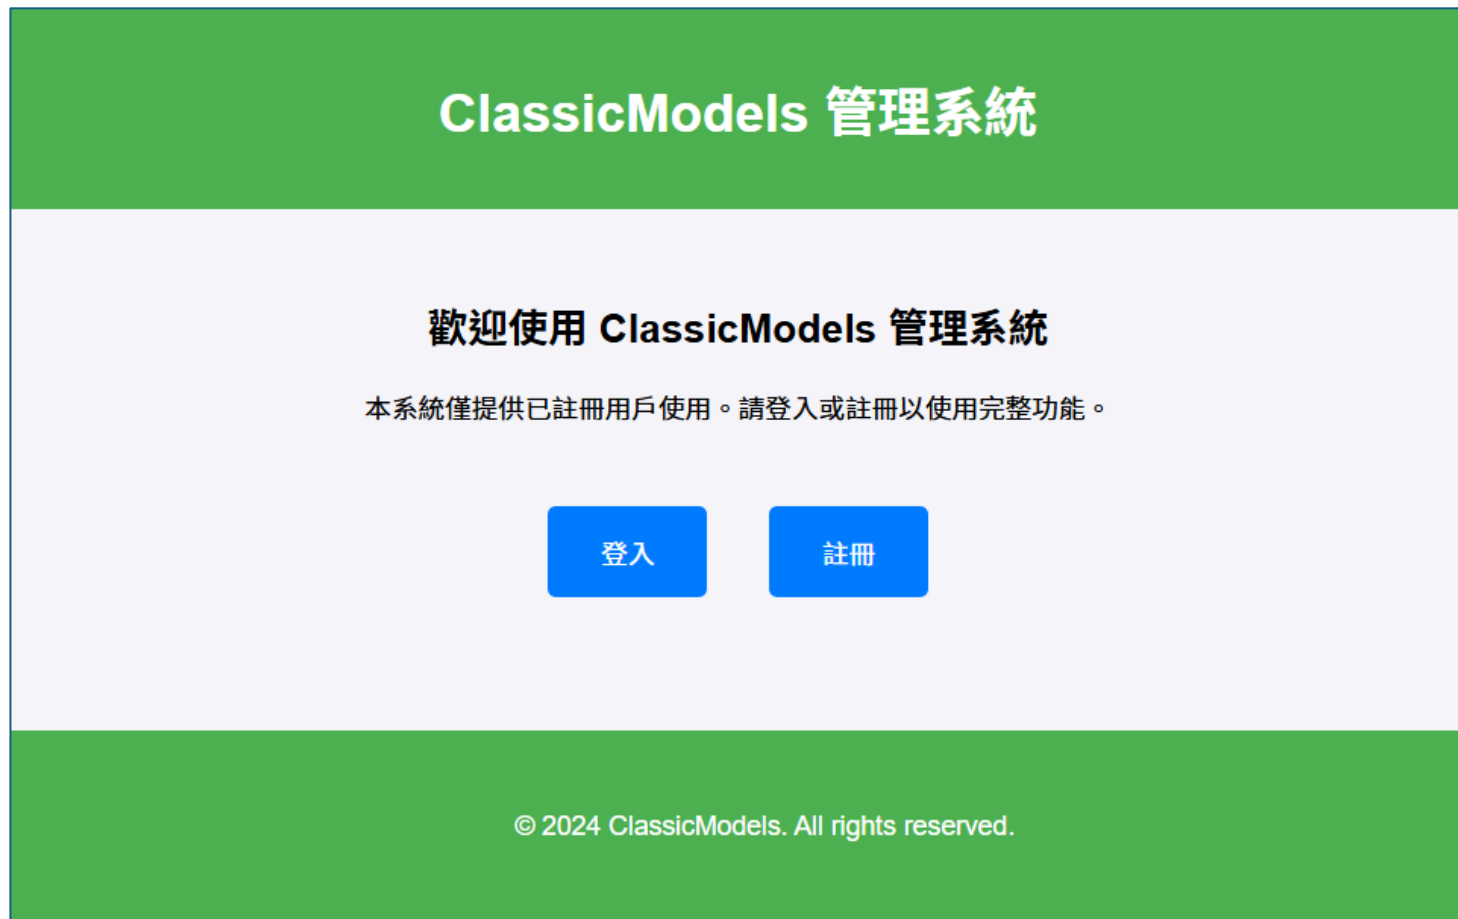 ClassicModels 管理系統
歡迎使用 ClassicModels 管理系統
本系統僅提供已註冊用戶使用。請登入或註冊以使用完整功能。
登入
註冊
© 2024 ClassicModels. All rights reserved.